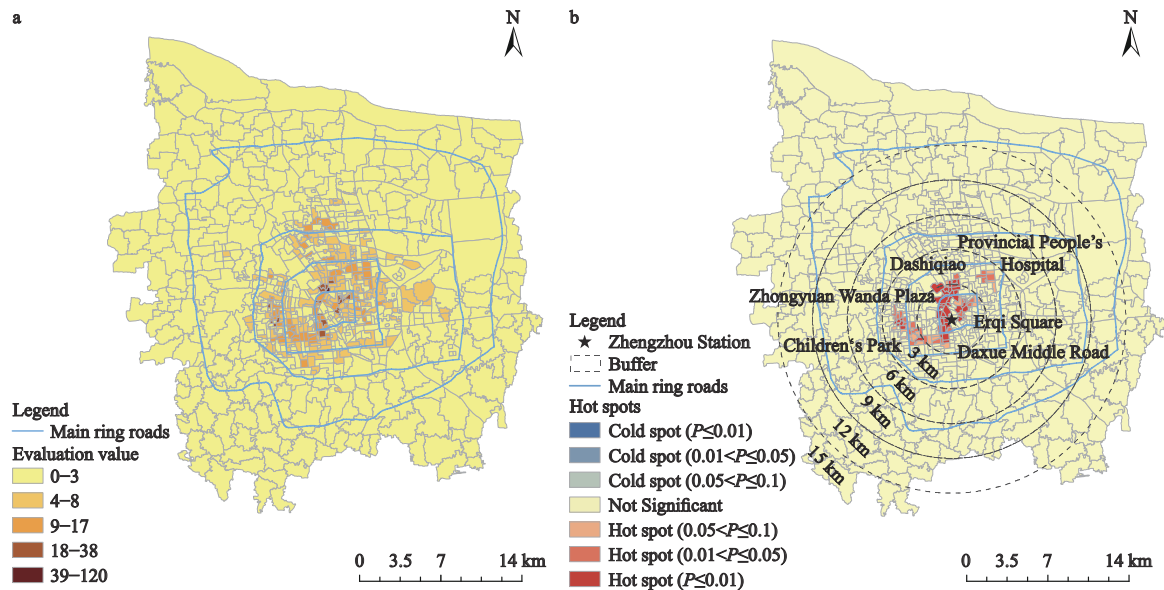 a
N
Legend
Main ring roads
Evaluation value
0–3
4–8
9–17
18–38
39–120
0 3.5 7 14 km
b
N
Provincial People's
Dashiqiao Hospital
Zhongyuan Wanda Plaza
Erqi Square
Children's Park Daxue Middle Road
3 km
6 km
9 km
12 km
15 km
Legend
Zhengzhou Station
Buffer
Main ring roads
Hot spots
Cold spot (P≤0.01)
Cold spot (0.01<P≤0.05)
Cold spot (0.05<P≤0.1)
Not Significant
Hot spot (0.05<P≤0.1)
Hot spot (0.01<P≤0.05)
Hot spot (P≤0.01)
0 3.5 7 14 km